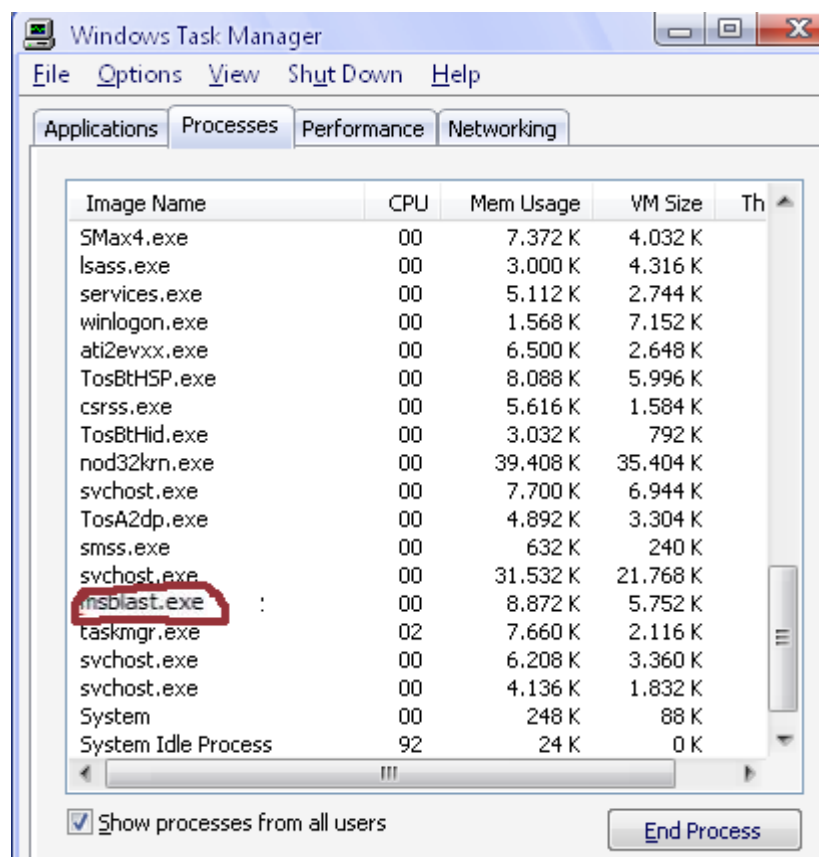 Windows Task Manager
File Options View Shut Down Help
Applications Processes Performance Networking
Image Name CPU Mem Usage VM Size Th
SMax4.exe 00 7.372 K 4.032 K
lsass.exe 00 3.000 K 4.316 K
services.exe 00 5.112 K 2.744 K
winlogon.exe 00 1.568 K 7.152 K
ati2evxx.exe 00 6.500 K 2.648 K
TosBtHSP.exe 00 8.088 K 5.996 K
csrss.exe 00 5.616 K 1.584 K
TosBtHid.exe 00 3.032 K 792 K
nod32krn.exe 00 39.408 K 35.404 K
svchost.exe 00 7.700 K 6.944 K
TosA2dp.exe 00 4.892 K 3.304 K
smss.exe 00 632 K 240 K
svchost.exe 00 31.532 K 21.768 K
msblast.exe : 00 8.872 K 5.752 K
taskmgr.exe 02 7.660 K 2.116 K
svchost.exe 00 6.208 K 3.360 K
svchost.exe 00 4.136 K 1.832 K
System 00 248 K 88 K
System Idle Process 92 24 K 0 K
Show processes from all users
End Process